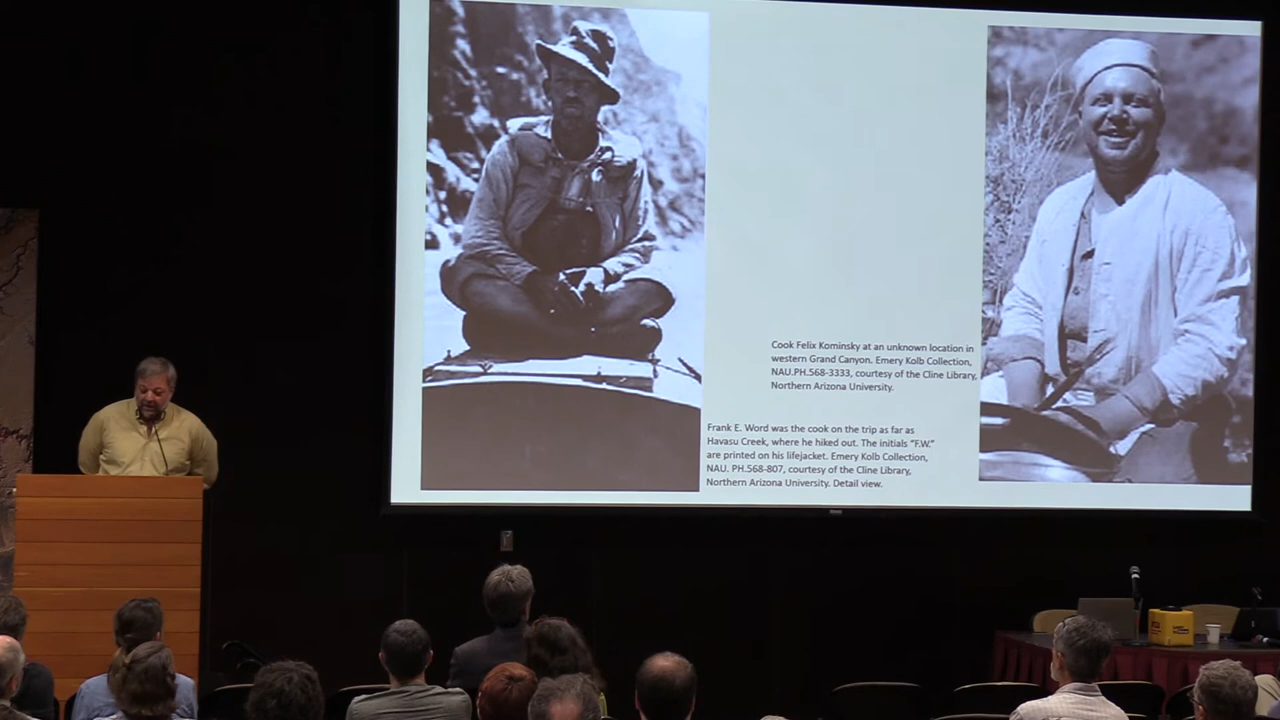 Cook Felix Kominsky at an unknown location in
western Grand Canyon. Emery Kolb Collection,
NAU.PH.568-3333, courtesy of the Cline Library,
Northern Arizona University.
Frank E. Word was the cook on the trip as far as
Havasu Creek, where he hiked out. The initials “F.W.”
are printed on his lifejacket. Emery Kolb Collection,
NAU. PH.568-807, courtesy of the Cline Library,
Northern Arizona University. Detail view.